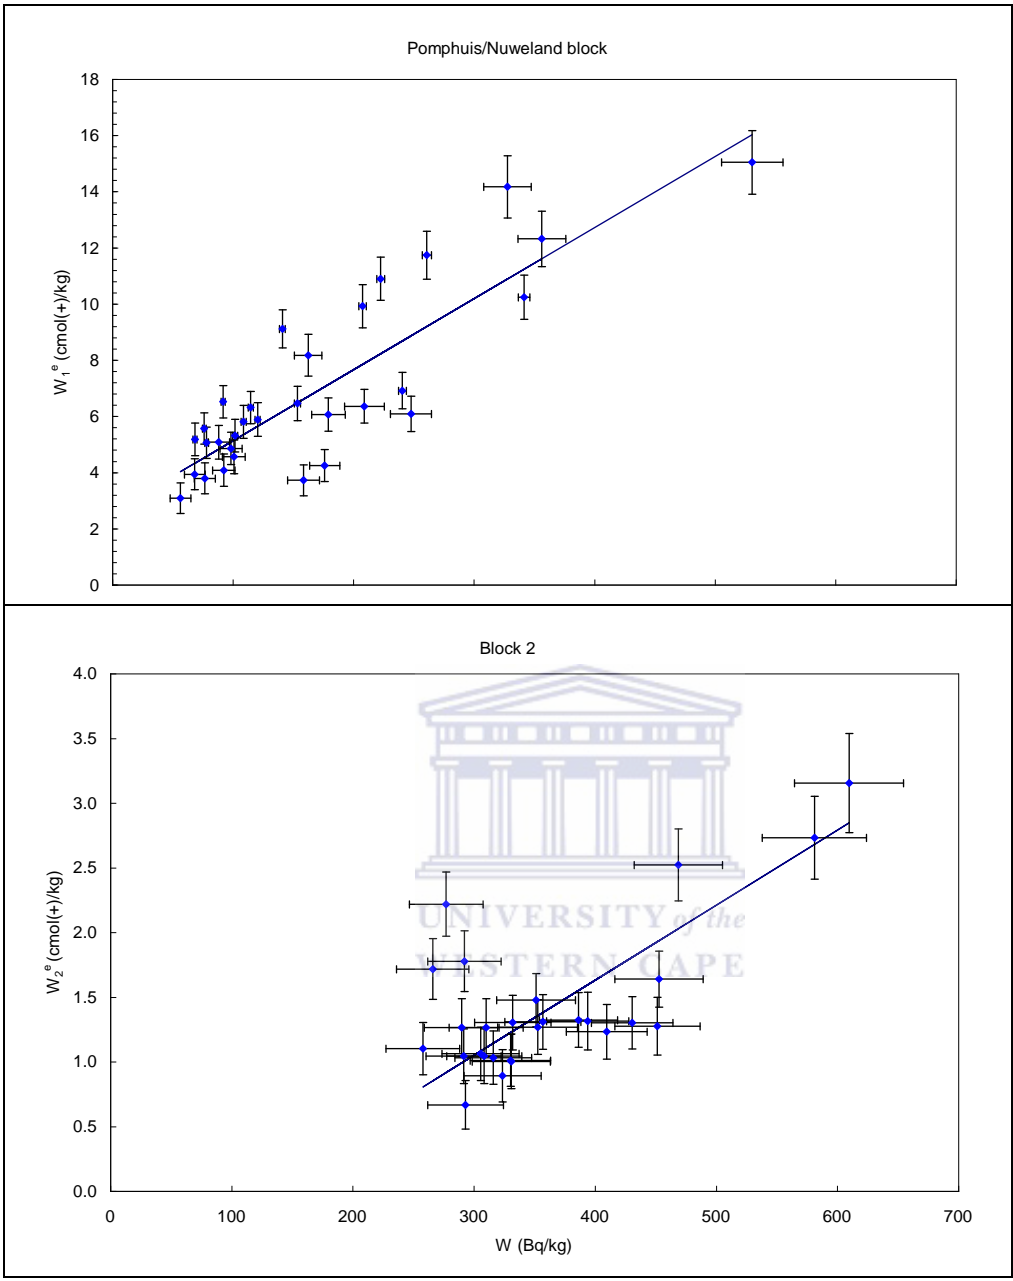 Pomphuis/Nuweland block
18
16
14
12
10
8
6
4
2
0
W₁ᵉ (cmol(+)/kg)
Block 2
4.0
3.5
3.0
2.5
2.0
1.5
1.0
0.5
0.0
W₂ᵉ (cmol(+)/kg)
UNIVERSITY of the
WESTERN CAPE
0 100 200 300 400 500 600 700
W (Bq/kg)